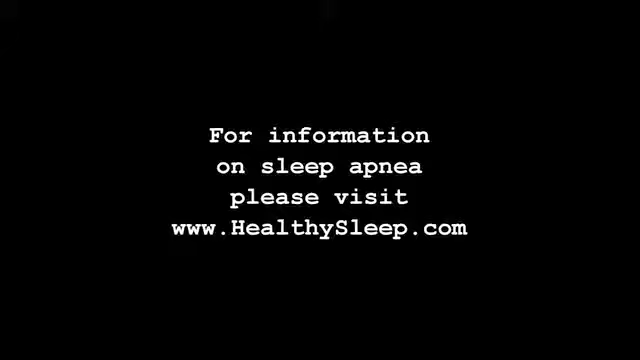 For information
on sleep apnea
please visit
www.HealthySleep.com